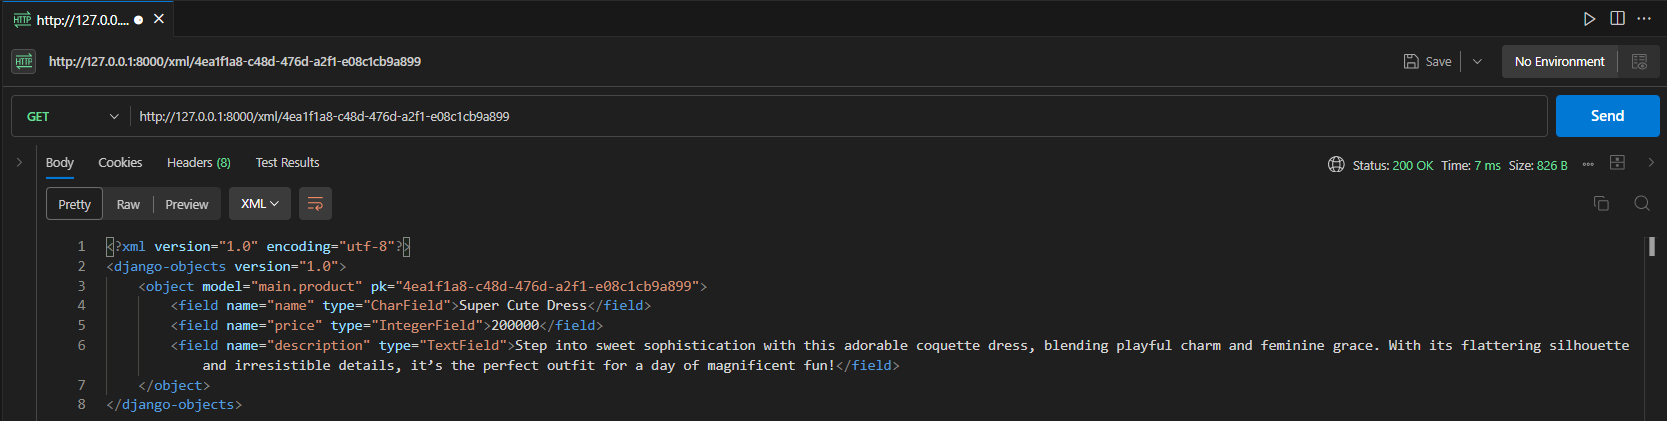 HTTP http://127.0.0.... ×
HTTP http://127.0.0.1:8000/xml/4ea1f1a8-c48d-476d-a2f1-e08c1cb9a899 Save No Environment
GET http://127.0.0.1:8000/xml/4ea1f1a8-c48d-476d-a2f1-e08c1cb9a899 Send
Body Cookies Headers (8) Test Results Status: 200 OK Time: 7 ms Size: 826 B
Pretty Raw Preview XML
1 <?xml version="1.0" encoding="utf-8"?>
2 <django-objects version="1.0">
3 <object model="main.product" pk="4ea1f1a8-c48d-476d-a2f1-e08c1cb9a899">
4 <field name="name" type="CharField">Super Cute Dress</field>
5 <field name="price" type="IntegerField">200000</field>
6 <field name="description" type="TextField">Step into sweet sophistication with this adorable coquette dress, blending playful charm and feminine grace. With its flattering silhouette
and irresistible details, it’s the perfect outfit for a day of magnificent fun!</field>
7 </object>
8 </django-objects>